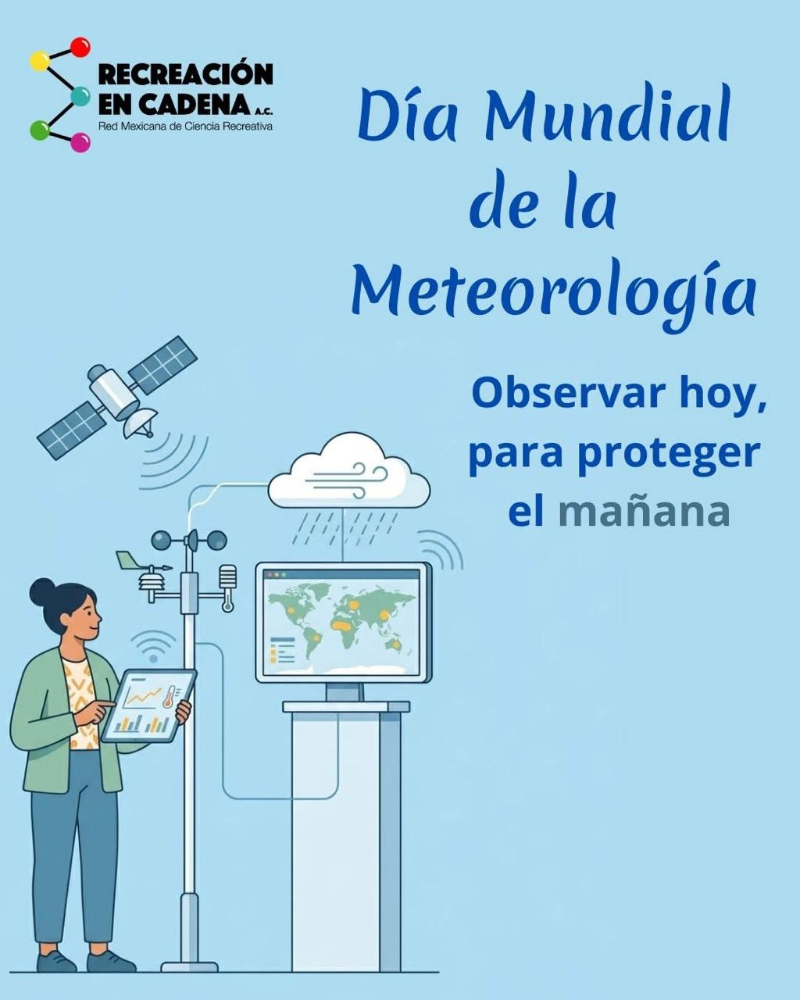 RECREACIÓN
EN CADENA A.C.
Red Mexicana de Ciencia Recreativa
Día Mundial
de la
Meteorología
Observar hoy,
para proteger
el mañana